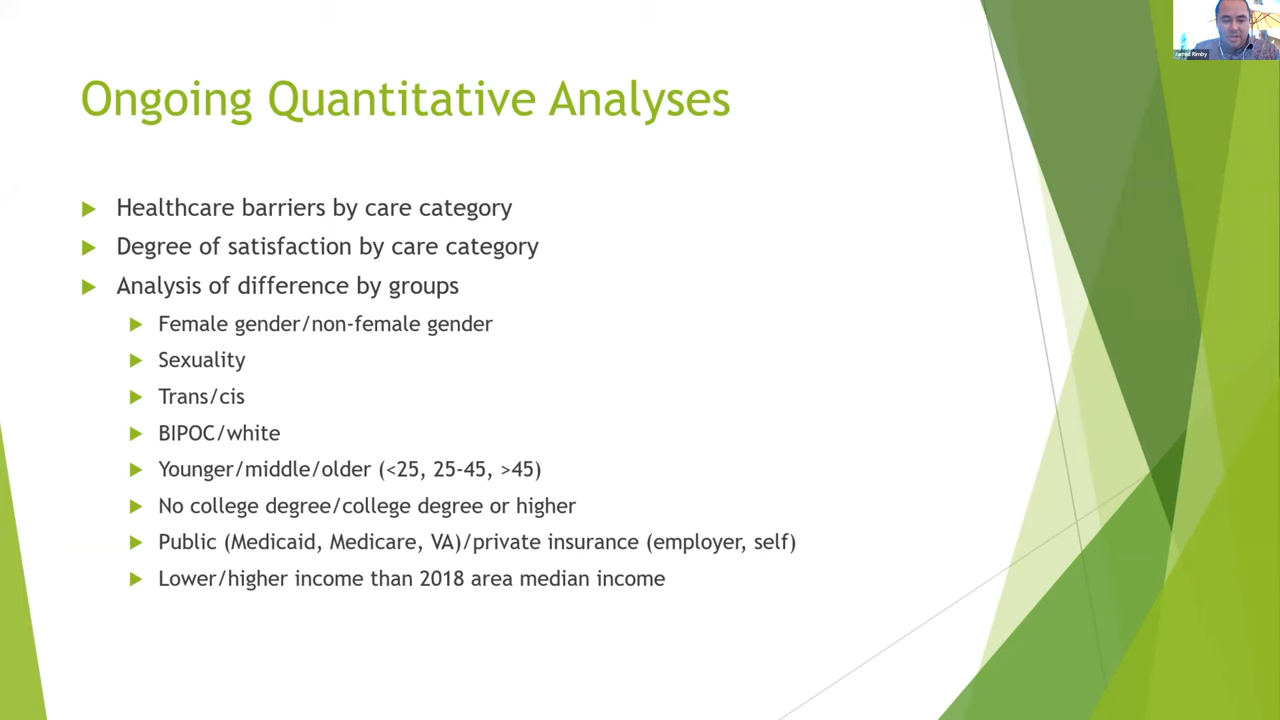 Jarred Rimby
Ongoing Quantitative Analyses
Healthcare barriers by care category
Degree of satisfaction by care category
Analysis of difference by groups
Female gender/non-female gender
Sexuality
Trans/cis
BIPOC/white
Younger/middle/older (<25, 25-45, >45)
No college degree/college degree or higher
Public (Medicaid, Medicare, VA)/private insurance (employer, self)
Lower/higher income than 2018 area median income